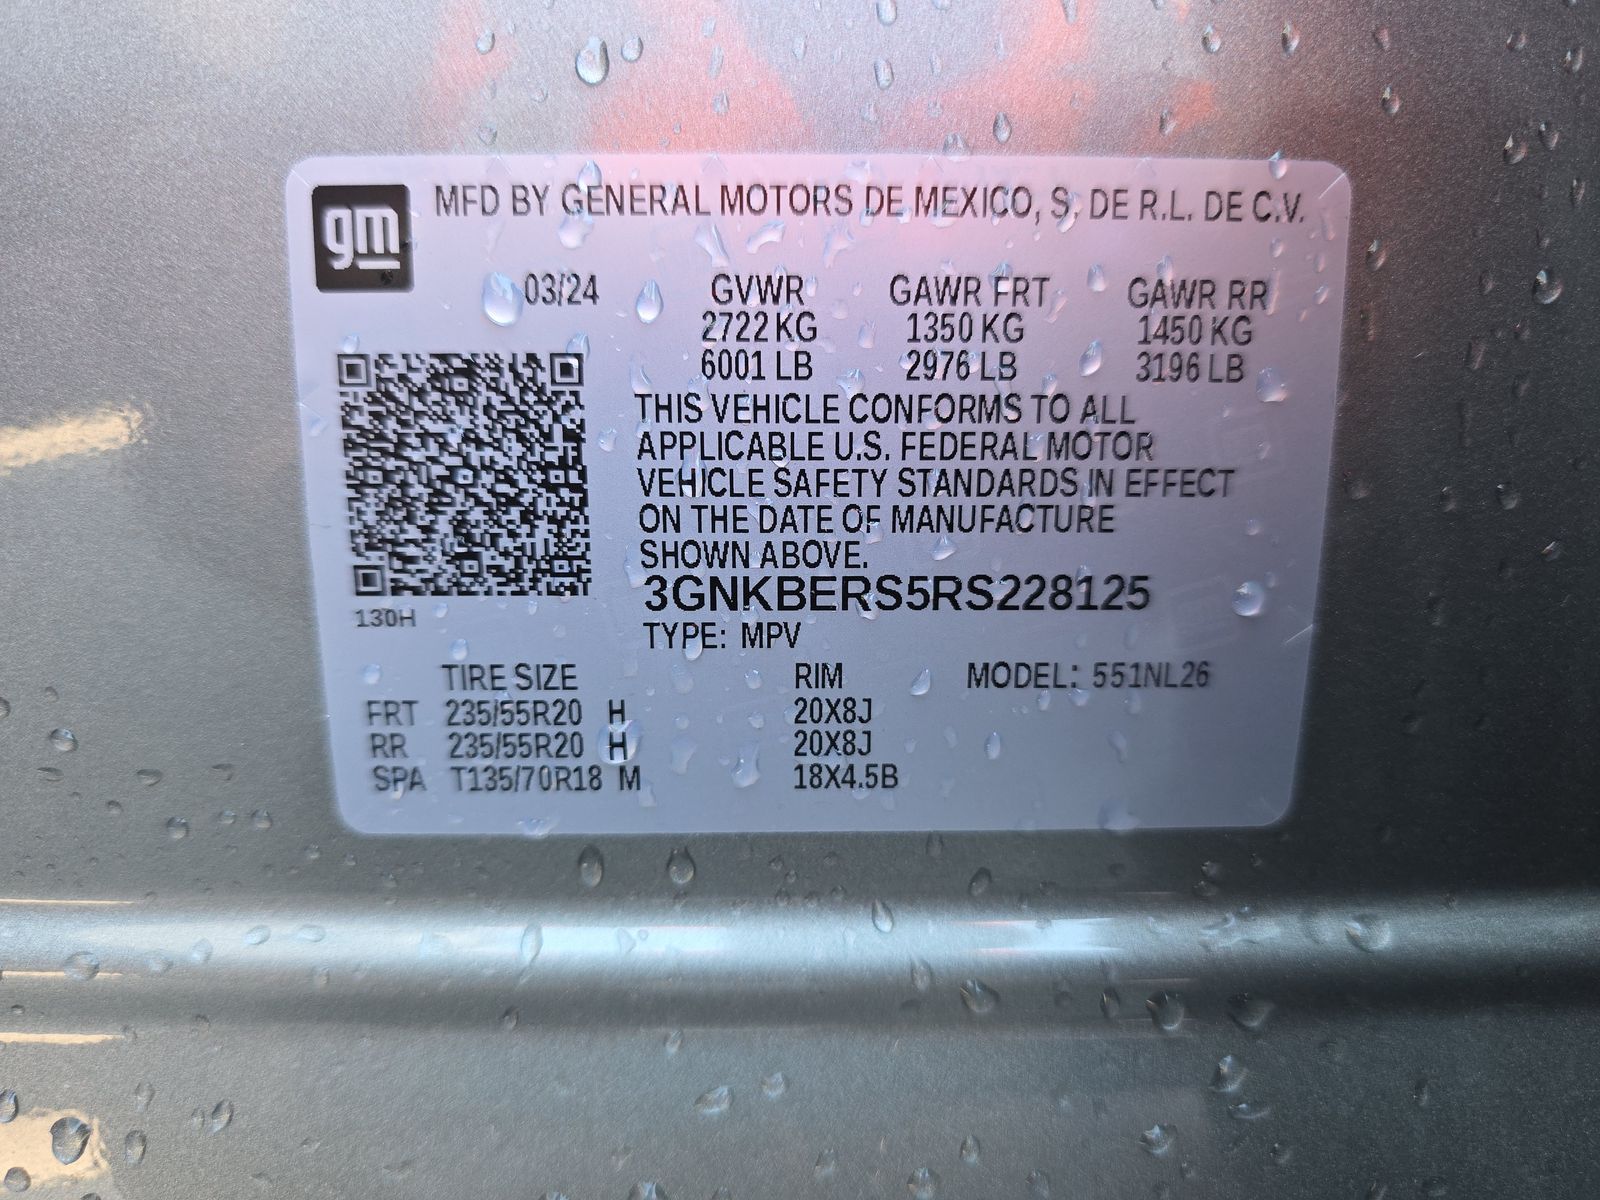 gm
MFD BY GENERAL MOTORS DE MEXICO, S. DE R.L. DE C.V.
03/24 GVWR GAWR FRT GAWR RR
2722 KG 1350 KG 1450 KG
6001 LB 2976 LB 3196 LB
THIS VEHICLE CONFORMS TO ALL
APPLICABLE U.S. FEDERAL MOTOR
VEHICLE SAFETY STANDARDS IN EFFECT
ON THE DATE OF MANUFACTURE
SHOWN ABOVE.
3GNKBERS5RS228125
130H
TYPE: MPV
TIRE SIZE RIM MODEL: 551NL26
FRT 235/55R20 H 20X8J
RR 235/55R20 H 20X8J
SPA T135/70R18 M 18X4.5B